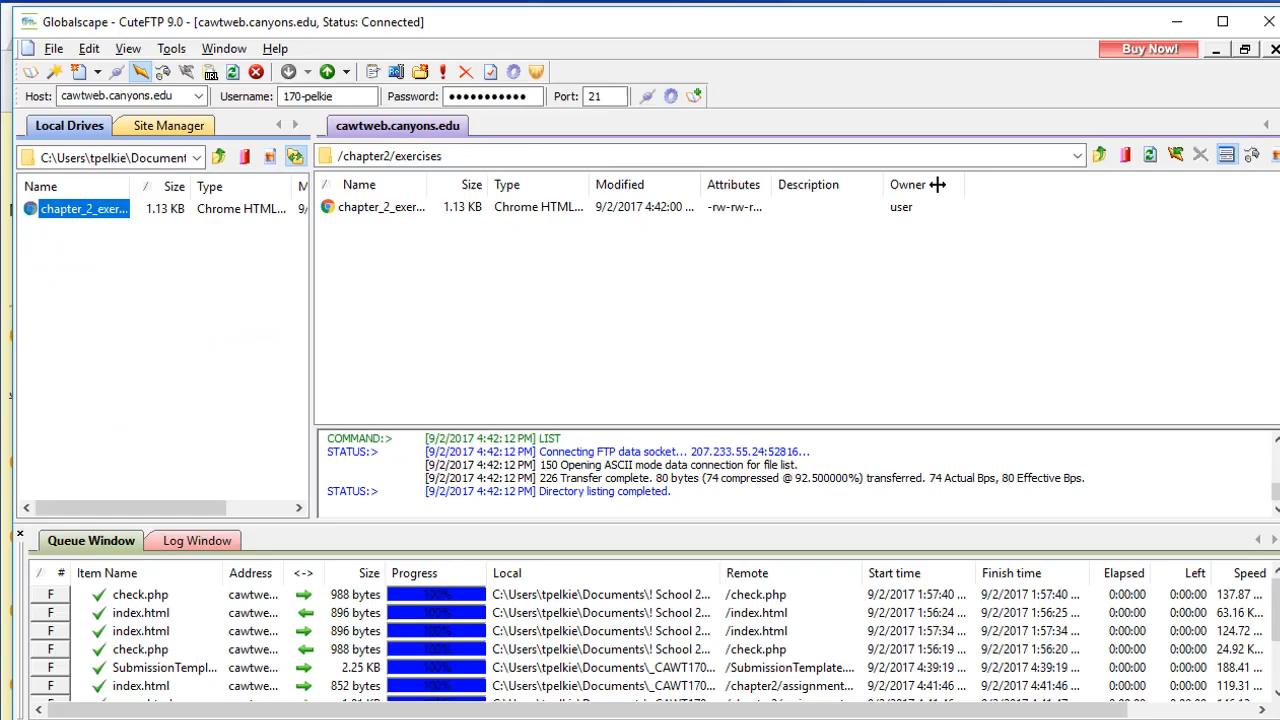 Globalscape - CuteFTP 9.0 - [cawtweb.canyons.edu, Status: Connected]
File Edit View Tools Window Help Buy Now!
Host: cawtweb.canyons.edu Username: 170-pelkie Password: ●●●●●●●●●●● Port: 21
Local Drives Site Manager cawtweb.canyons.edu
C:\Users\tpelkie\Document /chapter2/exercises
Name Size Type M Name Size Type Modified Attributes Description Owner
chapter_2_exer... 1.13 KB Chrome HTML... 9/ chapter_2_exer... 1.13 KB Chrome HTML... 9/2/2017 4:42:00 ... -rw-rw-r... user
COMMAND:> [9/2/2017 4:42:12 PM] LIST
STATUS:> [9/2/2017 4:42:12 PM] Connecting FTP data socket... 207.233.55.24:52816...
[9/2/2017 4:42:12 PM] 150 Opening ASCII mode data connection for file list.
[9/2/2017 4:42:12 PM] 226 Transfer complete. 80 bytes (74 compressed @ 92.500000%) transferred. 74 Actual Bps, 80 Effective Bps.
STATUS:> [9/2/2017 4:42:12 PM] Directory listing completed.
Queue Window Log Window
# Item Name Address <-> Size Progress Local Remote Start time Finish time Elapsed Left Speed
F check.php cawtwe... 988 bytes 100% C:\Users\tpelkie\Documents\! School 2... /check.php 9/2/2017 1:57:40 ... 9/2/2017 1:57:40 ... 0:00:00 0:00:00 137.87 ...
F index.html cawtwe... 896 bytes 100% C:\Users\tpelkie\Documents\! School 2... /index.html 9/2/2017 1:56:24 ... 9/2/2017 1:56:25 ... 0:00:00 0:00:00 63.16 K...
F index.html cawtwe... 896 bytes 100% C:\Users\tpelkie\Documents\! School 2... /index.html 9/2/2017 1:57:34 ... 9/2/2017 1:57:34 ... 0:00:00 0:00:00 124.72 ...
F check.php cawtwe... 988 bytes 100% C:\Users\tpelkie\Documents\! School 2... /check.php 9/2/2017 1:56:19 ... 9/2/2017 1:56:20 ... 0:00:00 0:00:00 24.92 K...
F SubmissionTempl... cawtwe... 2.25 KB 100% C:\Users\tpelkie\Documents\_CAWT170... /SubmissionTemplate... 9/2/2017 4:39:19 ... 9/2/2017 4:39:19 ... 0:00:00 0:00:00 188.41 ...
F index.html cawtwe... 852 bytes 100% C:\Users\tpelkie\Documents\_CAWT170... /chapter2/assignment... 9/2/2017 4:41:46 ... 9/2/2017 4:41:46 ... 0:00:00 0:00:00 119.31 ...